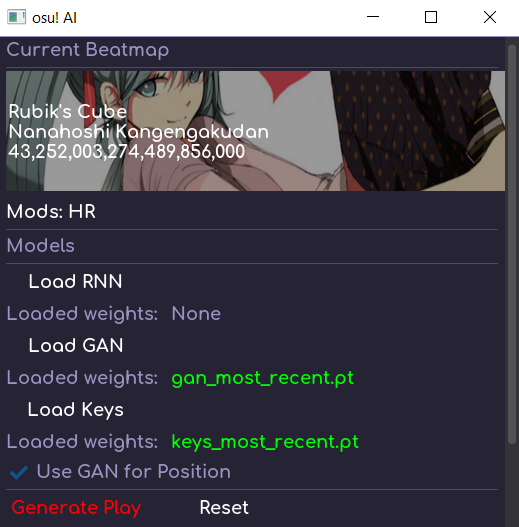 osu! AI
Current Beatmap
Rubik's Cube
Nanahoshi Kangengakudan
43,252,003,274,489,856,000
Mods: HR
Models
Load RNN
Loaded weights: None
Load GAN
Loaded weights: gan_most_recent.pt
Load Keys
Loaded weights: keys_most_recent.pt
Use GAN for Position
Generate Play Reset